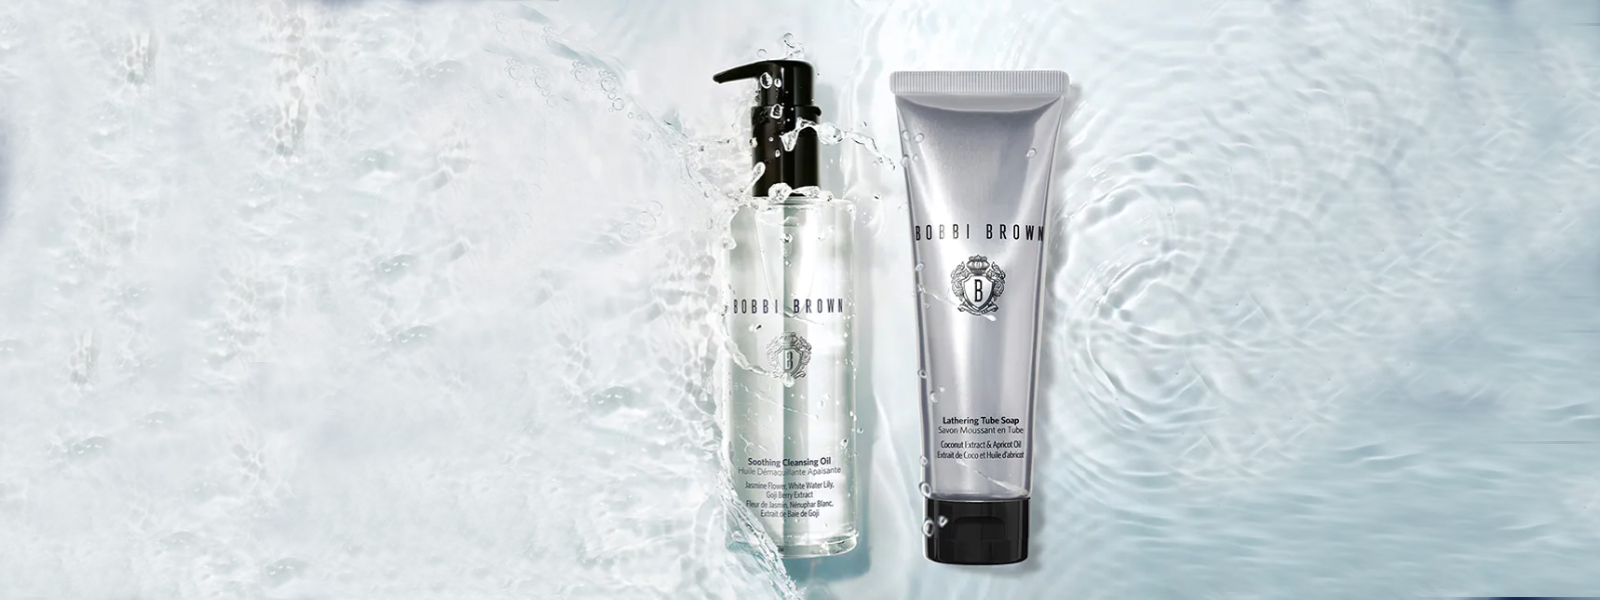 BOBBI BROWN
B
Soothing Cleansing Oil
Huile Démaquillante Apaisante
Jasmine Flower, White Water Lily,
Goji Berry Extract
Fleur de Jasmin, Nénuphar Blanc,
Extrait de Baie de Goji
BOBBI BROWN
B
Lathering Tube Soap
Savon Moussant en Tube
Coconut Extract & Apricot Oil
Extrait de Coco et Huile d'abricot